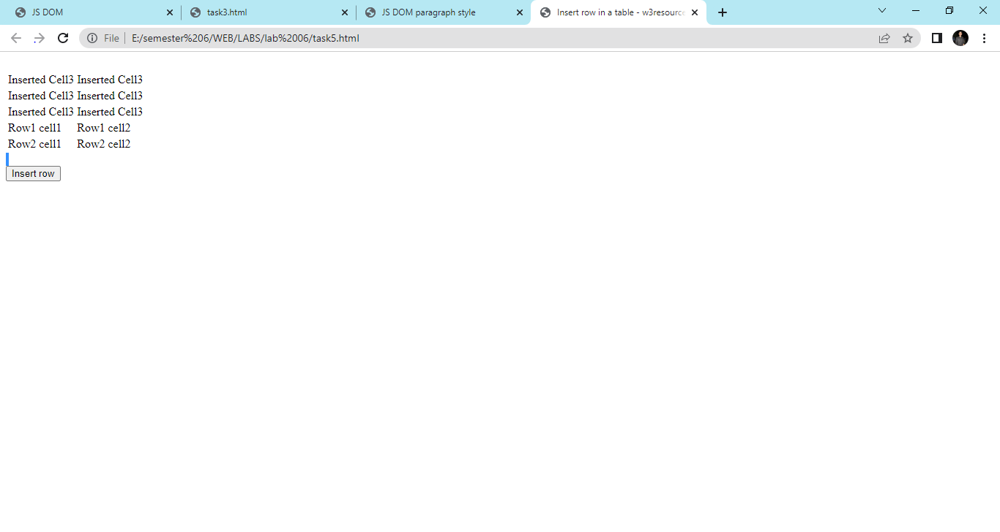 JS DOM
task3.html
JS DOM paragraph style
Insert row in a table - w3resource
File E:/semester%206/WEB/LABS/lab%2006/task5.html
Inserted Cell3 Inserted Cell3
Inserted Cell3 Inserted Cell3
Inserted Cell3 Inserted Cell3
Row1 cell1 Row1 cell2
Row2 cell1 Row2 cell2
Insert row